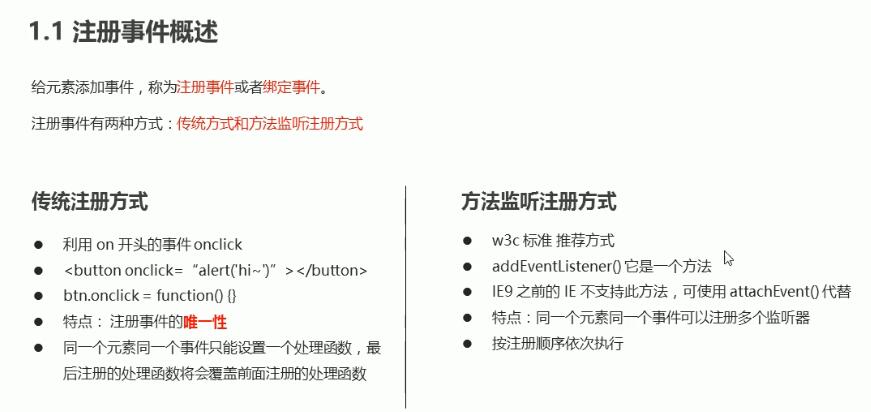 1.1 注册事件概述
给元素添加事件，称为注册事件或者绑定事件。
注册事件有两种方式：传统方式和方法监听注册方式
传统注册方式
利用 on 开头的事件 onclick
<button onclick=“alert('hi~')”></button>
btn.onclick = function() {}
特点： 注册事件的唯一性
同一个元素同一个事件只能设置一个处理函数，最
后注册的处理函数将会覆盖前面注册的处理函数
方法监听注册方式
w3c 标准 推荐方式
addEventListener() 它是一个方法
IE9 之前的 IE 不支持此方法，可使用 attachEvent() 代替
特点：同一个元素同一个事件可以注册多个监听器
按注册顺序依次执行